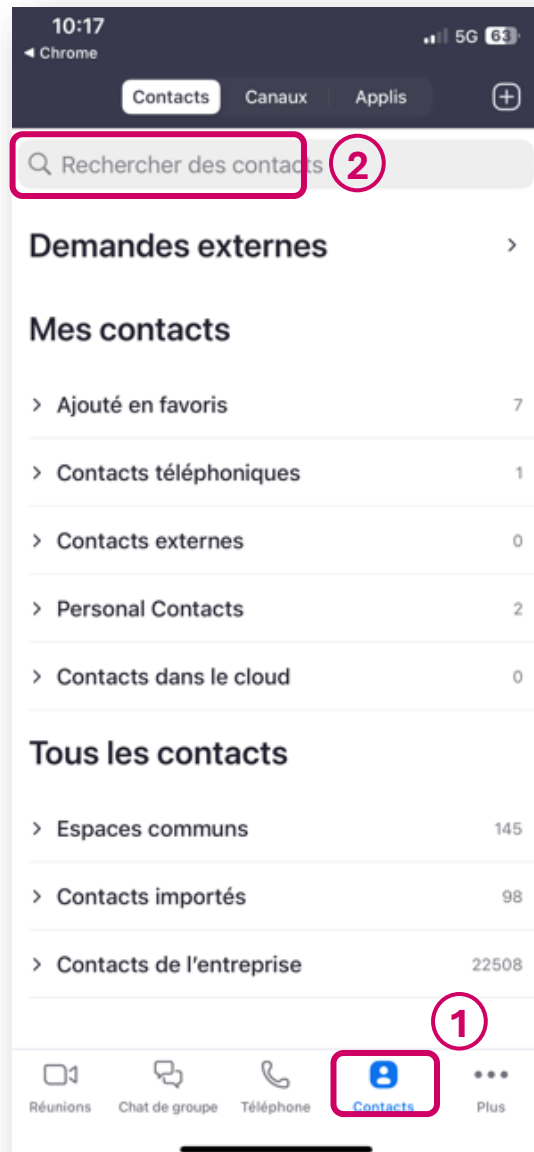 10:17
5G 63
◄ Chrome
Contacts Canaux Applis
Rechercher des contacts
2
Demandes externes
Mes contacts
Ajouté en favoris 7
Contacts téléphoniques 1
Contacts externes 0
Personal Contacts 2
Contacts dans le cloud 0
Tous les contacts
Espaces communs 145
Contacts importés 98
Contacts de l'entreprise 22508
1
Réunions Chat de groupe Téléphone Contacts Plus